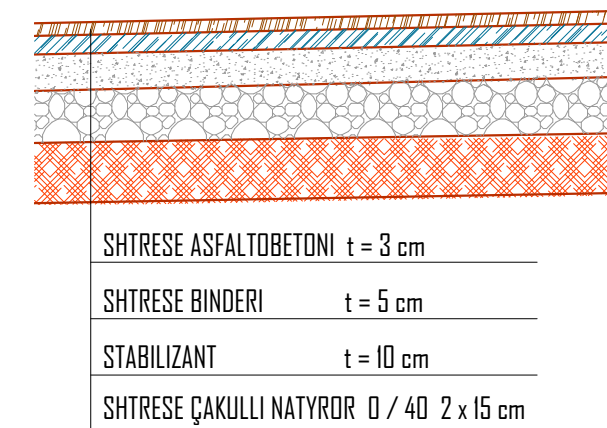 SHTRESE ASFALTOBETONI t = 3 cm
SHTRESE BINDERI t = 5 cm
STABILIZANT t = 10 cm
SHTRESE ÇAKULLI NATYROR 0 / 40 2 x 15 cm